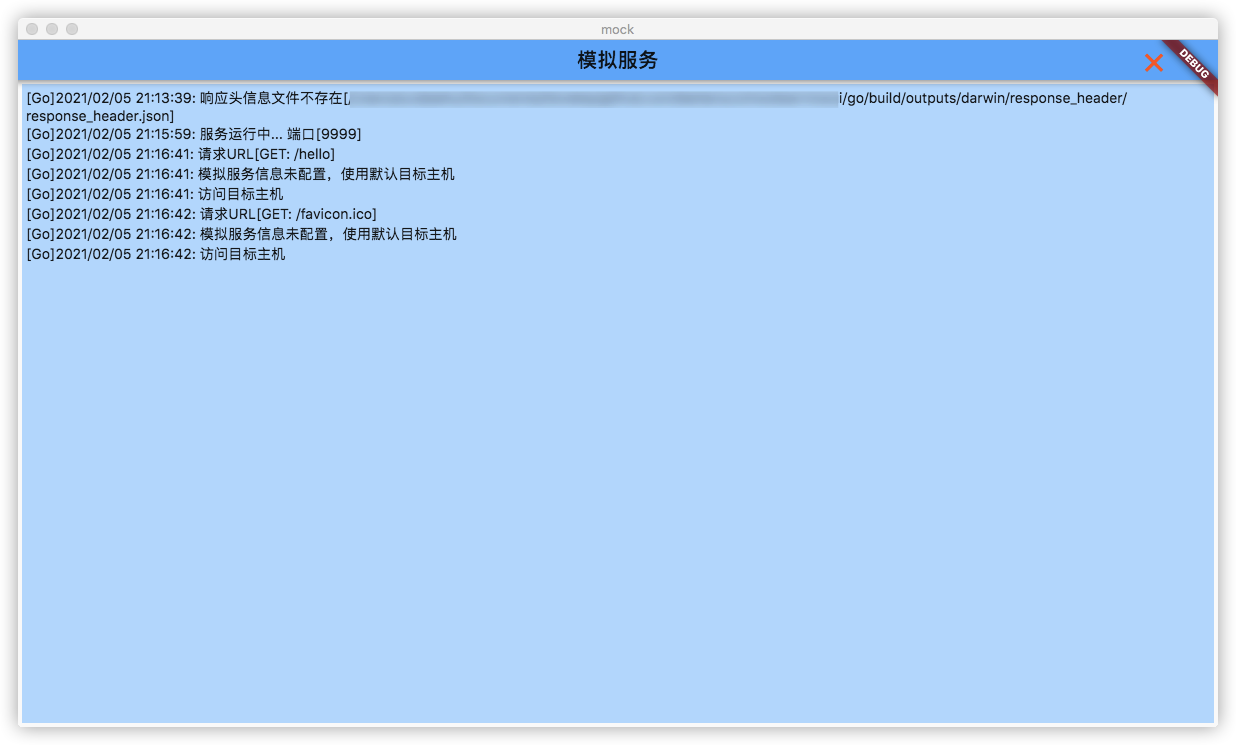 mock
模拟服务
DEBUG
[Go]2021/02/05 21:13:39: 响应头信息文件不存在[/ i/go/build/outputs/darwin/response_header/
response_header.json]
[Go]2021/02/05 21:15:59: 服务运行中... 端口[9999]
[Go]2021/02/05 21:16:41: 请求URL[GET: /hello]
[Go]2021/02/05 21:16:41: 模拟服务信息未配置，使用默认目标主机
[Go]2021/02/05 21:16:41: 访问目标主机
[Go]2021/02/05 21:16:42: 请求URL[GET: /favicon.ico]
[Go]2021/02/05 21:16:42: 模拟服务信息未配置，使用默认目标主机
[Go]2021/02/05 21:16:42: 访问目标主机